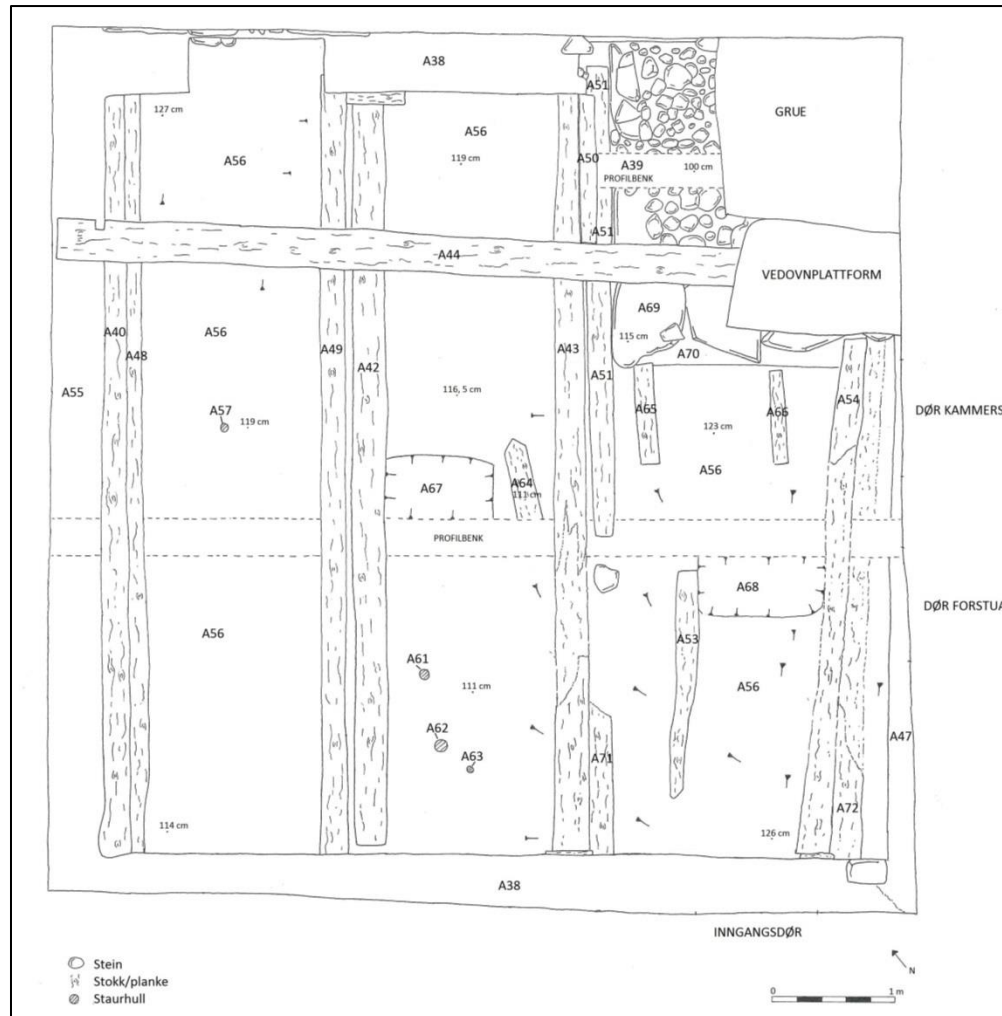 A38
A51
GRUE
127 cm
A56
A56
119 cm
A50
A39
PROFILBENK
100 cm
A51
A44
VEDOVNPLATTFORM
A69
A40
A48
A56
A49
A42
A43
115 cm
A70
A51
A55
A54
116, 5 cm
A65
A66
DØR KAMMERS
A57
119 cm
123 cm
A56
A67
A64
111 cm
PROFILBENK
A68
DØR FORSTUA
A56
A53
A61
111 cm
A56
A62
A63
A71
A47
114 cm
126 cm
A72
A38
INNGANGSDØR
Stein
Stokk/planke
Staurhull
N
0 1 m